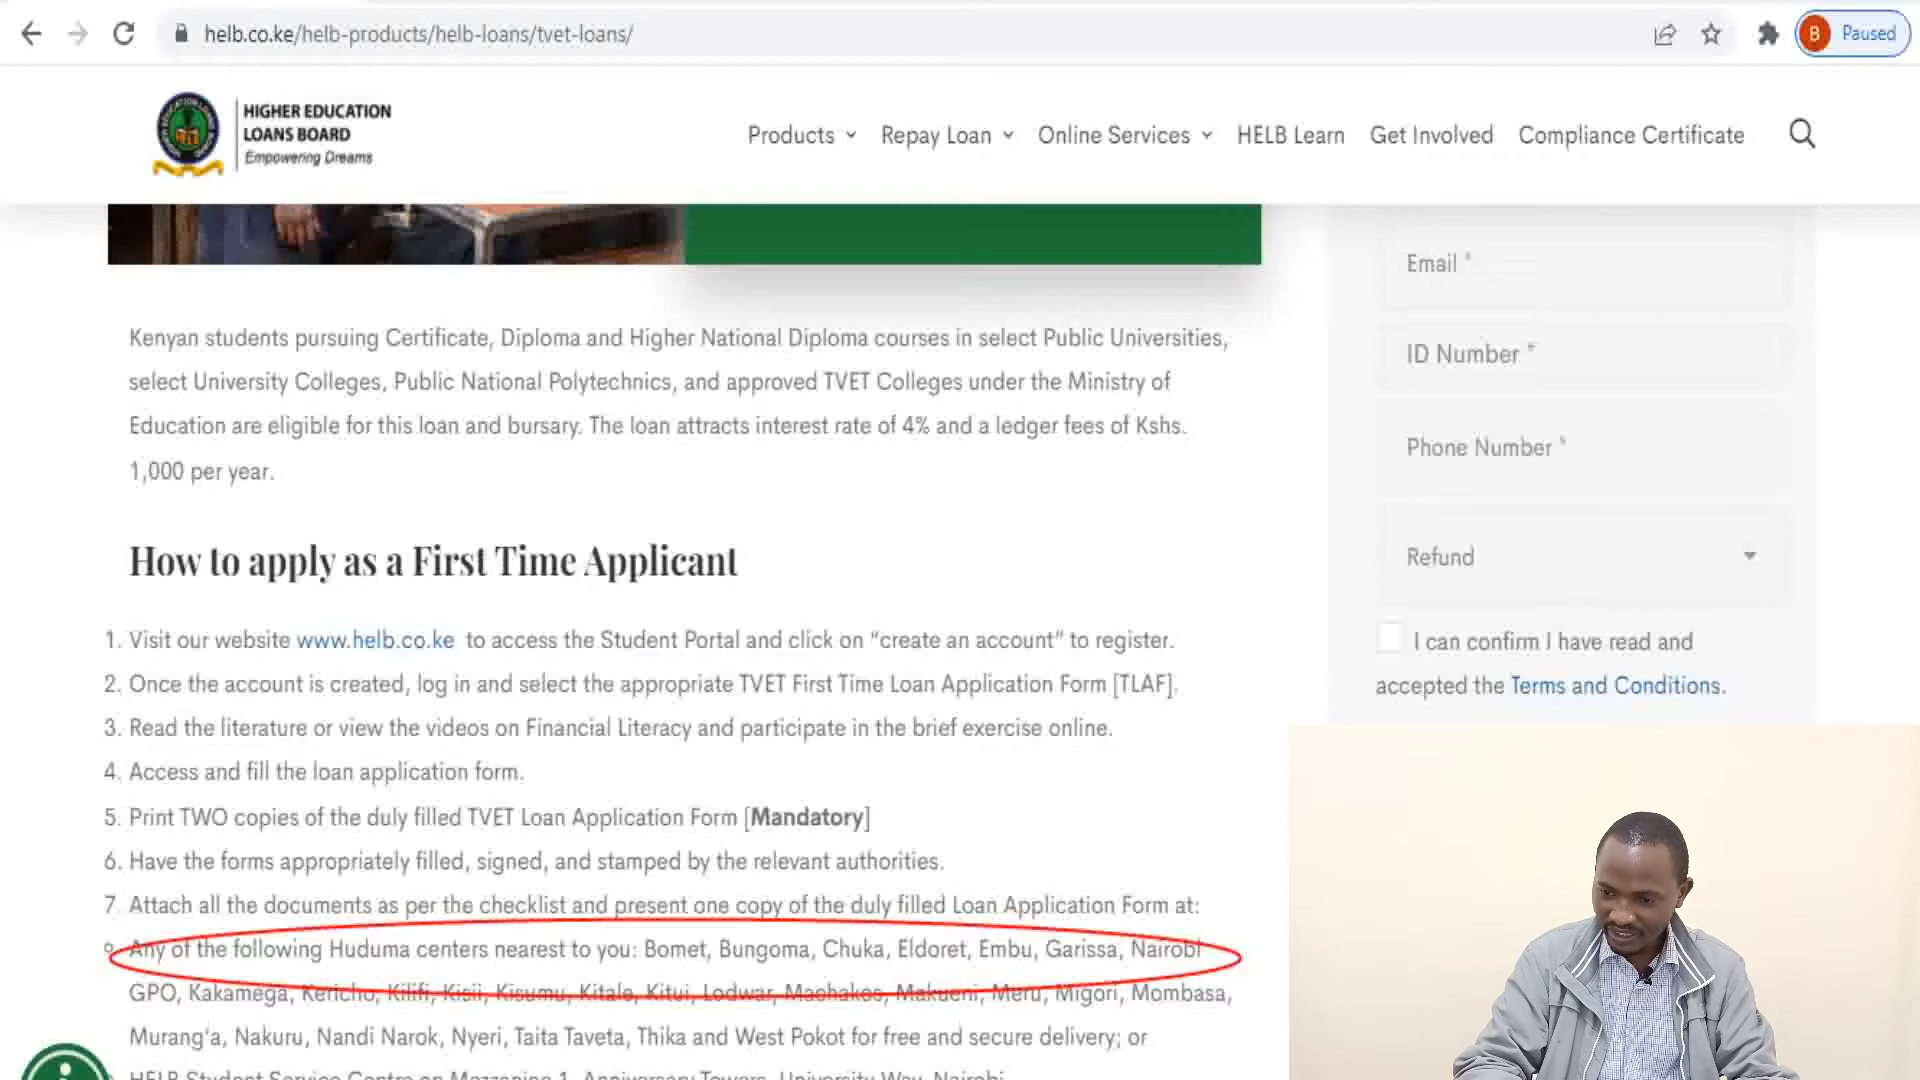 helb.co.ke/helb-products/helb-loans/tvet-loans/
B Paused
HIGHER EDUCATION
LOANS BOARD
Empowering Dreams
Products Repay Loan Online Services HELB Learn Get Involved Compliance Certificate
Email *
ID Number *
Phone Number *
Refund
I can confirm I have read and
accepted the Terms and Conditions.
Kenyan students pursuing Certificate, Diploma and Higher National Diploma courses in select Public Universities,
select University Colleges, Public National Polytechnics, and approved TVET Colleges under the Ministry of
Education are eligible for this loan and bursary. The loan attracts interest rate of 4% and a ledger fees of Kshs.
1,000 per year.
How to apply as a First Time Applicant
1. Visit our website www.helb.co.ke to access the Student Portal and click on “create an account” to register.
2. Once the account is created, log in and select the appropriate TVET First Time Loan Application Form [TLAF].
3. Read the literature or view the videos on Financial Literacy and participate in the brief exercise online.
4. Access and fill the loan application form.
5. Print TWO copies of the duly filled TVET Loan Application Form [Mandatory]
6. Have the forms appropriately filled, signed, and stamped by the relevant authorities.
7. Attach all the documents as per the checklist and present one copy of the duly filled Loan Application Form at:
Any of the following Huduma centers nearest to you: Bomet, Bungoma, Chuka, Eldoret, Embu, Garissa, Nairobi
GPO, Kakamega, Kericho, Kilifi, Kisii, Kisumu, Kitale, Kitui, Lodwar, Machakos, Makueni, Meru, Migori, Mombasa,
Murang‘a, Nakuru, Nandi Narok, Nyeri, Taita Taveta, Thika and West Pokot for free and secure delivery; or
HELB Student Service Centre on Mezzanine 1, Anniversary Towers, University Way, Nairobi